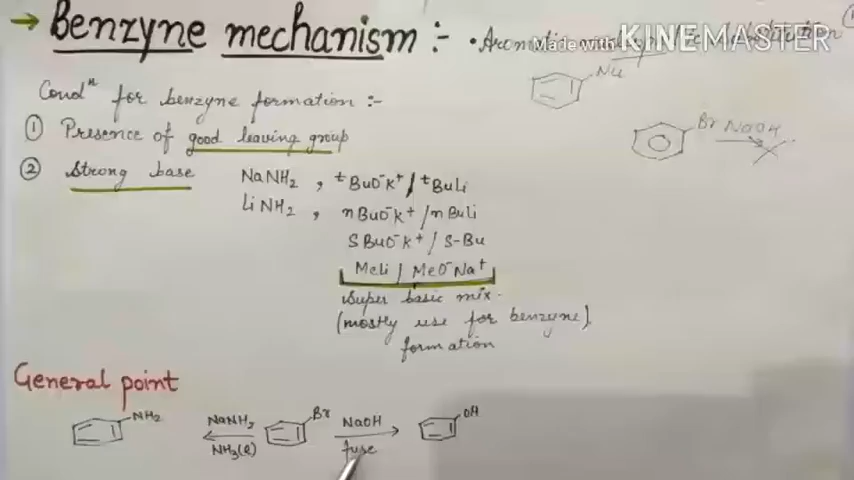 → Benzyne mechanism :-
Made with KINEMASTER
Nu
Br NaOH
Condⁿ for benzyne formation :-
① Presence of good leaving group
② Strong base
NaNH₂ , ᵗBuO⁻K⁺ / ᵗBuLi
LiNH₂ , nBuO⁻K⁺ / nBuLi
SBuO⁻K⁺ / S-Bu
MeLi / MeO⁻Na⁺
Super basic mix.
(mostly use for benzyne)
formation
General point
NH₂ NaNH₂ Br NaOH OH
NH₃(l) fuse